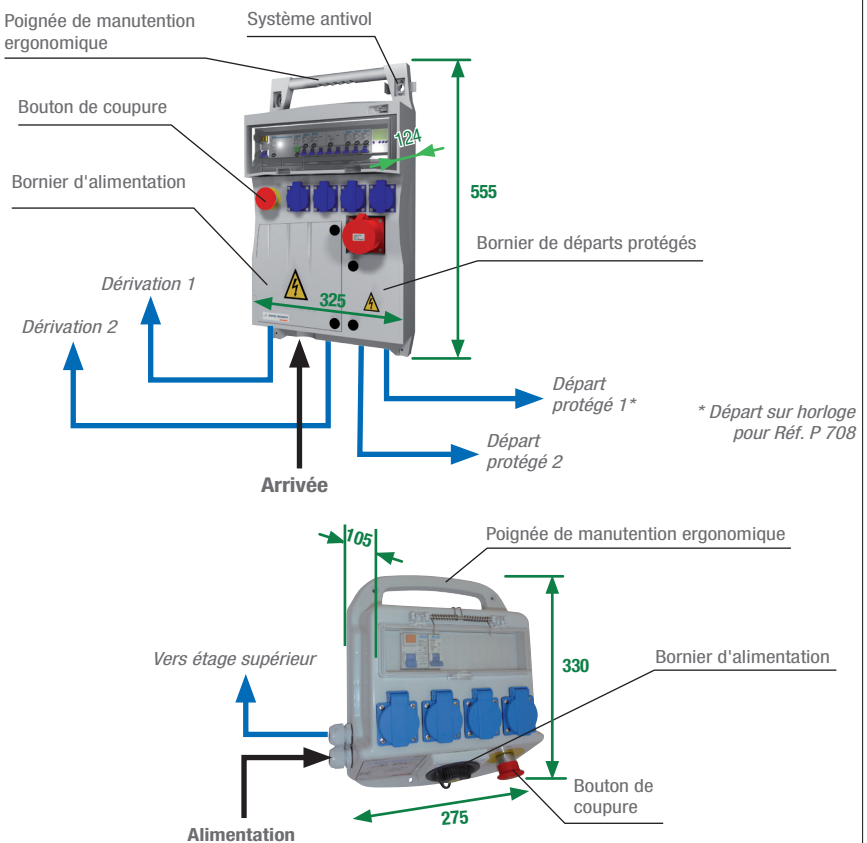 Poignée de manutention
ergonomique
Système antivol
Bouton de coupure
124
Bornier d'alimentation
555
Bornier de départs protégés
325
Dérivation 1
Dérivation 2
Départ
protégé 1*
* Départ sur horloge
pour Réf. P 708
Départ
protégé 2
Arrivée
105
Poignée de manutention ergonomique
Vers étage supérieur
330
Bornier d'alimentation
Bouton de
coupure
275
Alimentation